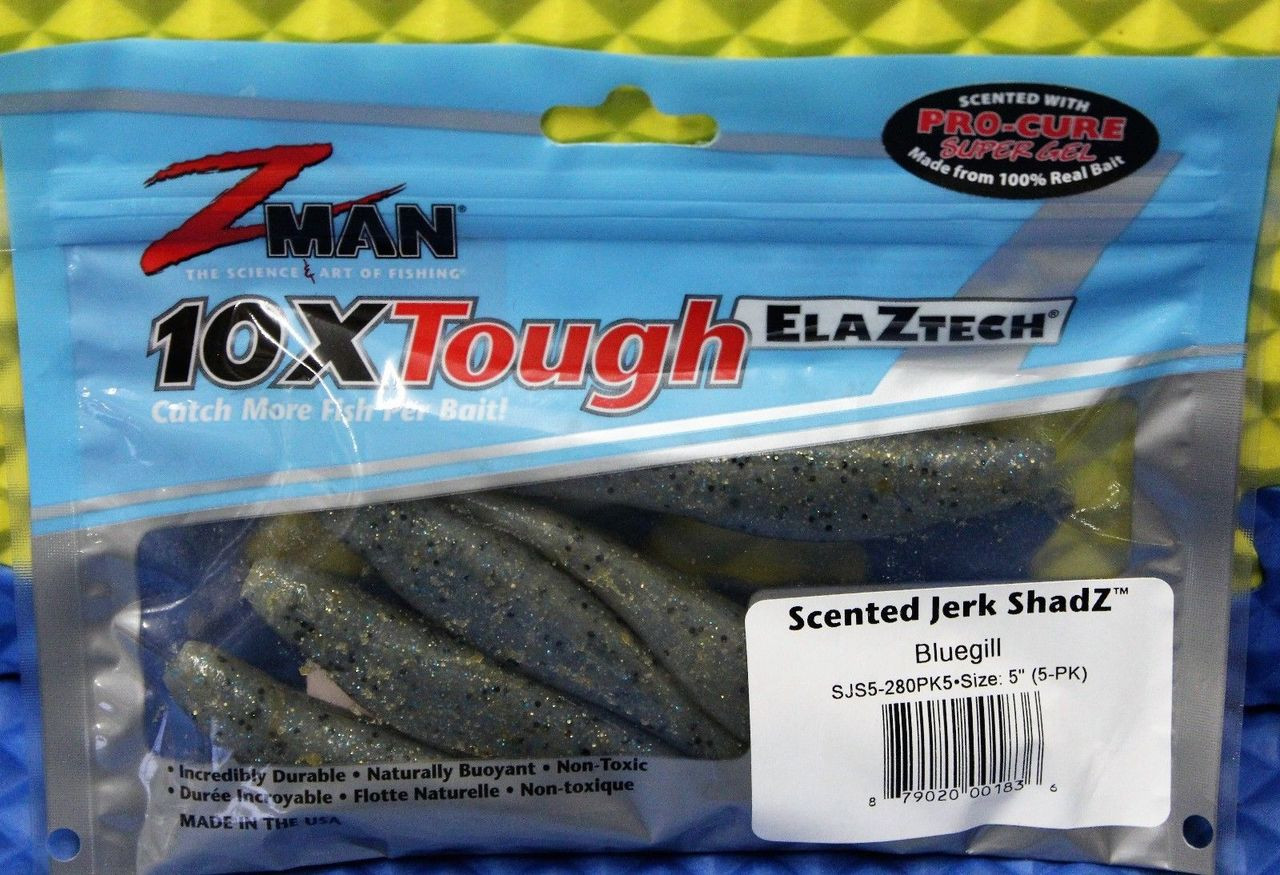 SCENTED WITH
PRO-CURE
SUPER GEL
Made from 100% Real Bait
ZMAN®
THE SCIENCE & ART OF FISHING®
10XTough ELAZTECH®
Catch More Fish Per Bait!
Scented Jerk ShadZ™
Bluegill
SJS5-280PK5•Size: 5" (5-PK)
8 79020 00183 6
• Incredibly Durable • Naturally Buoyant • Non-Toxic
• Durée Incroyable • Flotte Naturelle • Non-toxique
MADE IN THE USA